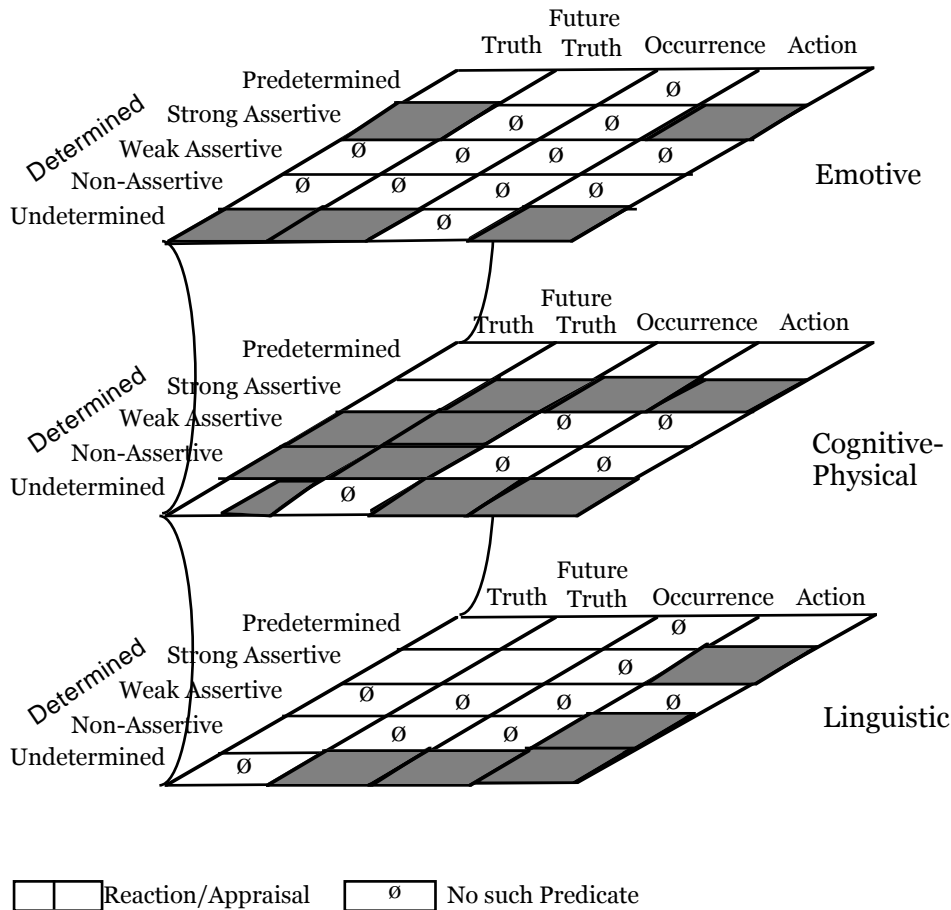 Future
Truth Truth Occurrence Action
Predetermined ø
Determined
Strong Assertive ø ø
Weak Assertive ø ø ø ø
Non-Assertive ø ø ø ø
Emotive
Undetermined ø
Future
Truth Truth Occurrence Action
Predetermined
Determined
Strong Assertive
Weak Assertive ø ø
Non-Assertive ø ø
Cognitive-
Physical
Undetermined ø
Future
Truth Truth Occurrence Action
Predetermined ø
Determined
Strong Assertive ø
Weak Assertive ø ø ø ø
Non-Assertive ø ø
Linguistic
Undetermined ø
Reaction/Appraisal ø No such Predicate